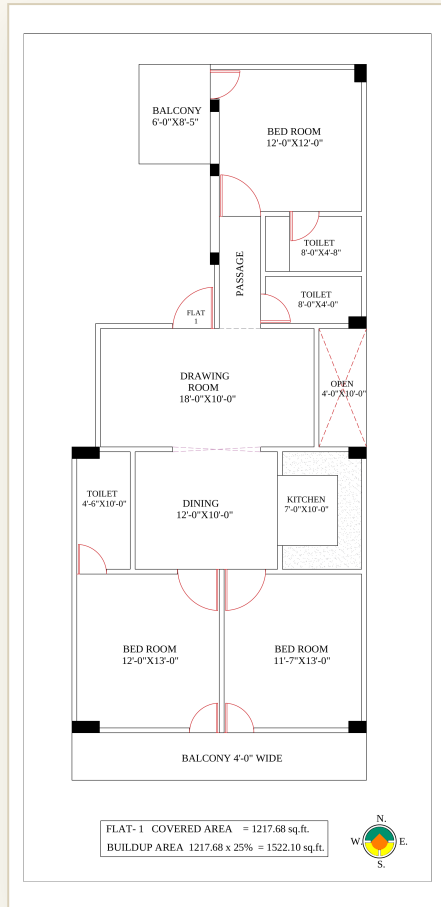 BALCONY
6'-0"X8'-5"
BED ROOM
12'-0"X12'-0"
TOILET
8'-0"X4'-8"
PASSAGE
TOILET
8'-0"X4'-0"
FLAT
1
DRAWING
ROOM
18'-0"X10'-0"
OPEN
4'-0"X10'-0"
TOILET
4'-6"X10'-0"
DINING
12'-0"X10'-0"
KITCHEN
7'-0"X10'-0"
BED ROOM
12'-0"X13'-0"
BED ROOM
11'-7"X13'-0"
BALCONY 4'-0" WIDE
FLAT- 1 COVERED AREA = 1217.68 sq.ft.
BUILDUP AREA 1217.68 x 25% = 1522.10 sq.ft.
N.
W. E.
S.